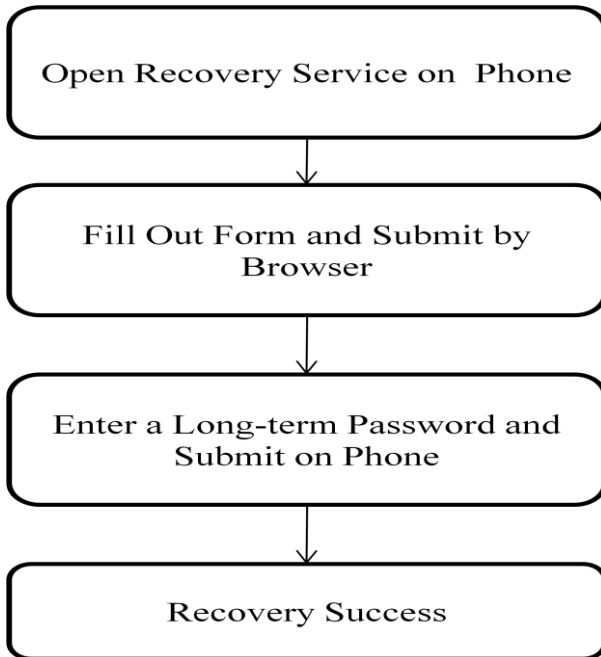 Open Recovery Service on Phone
Fill Out Form and Submit by
Browser
Enter a Long-term Password and
Submit on Phone
Recovery Success